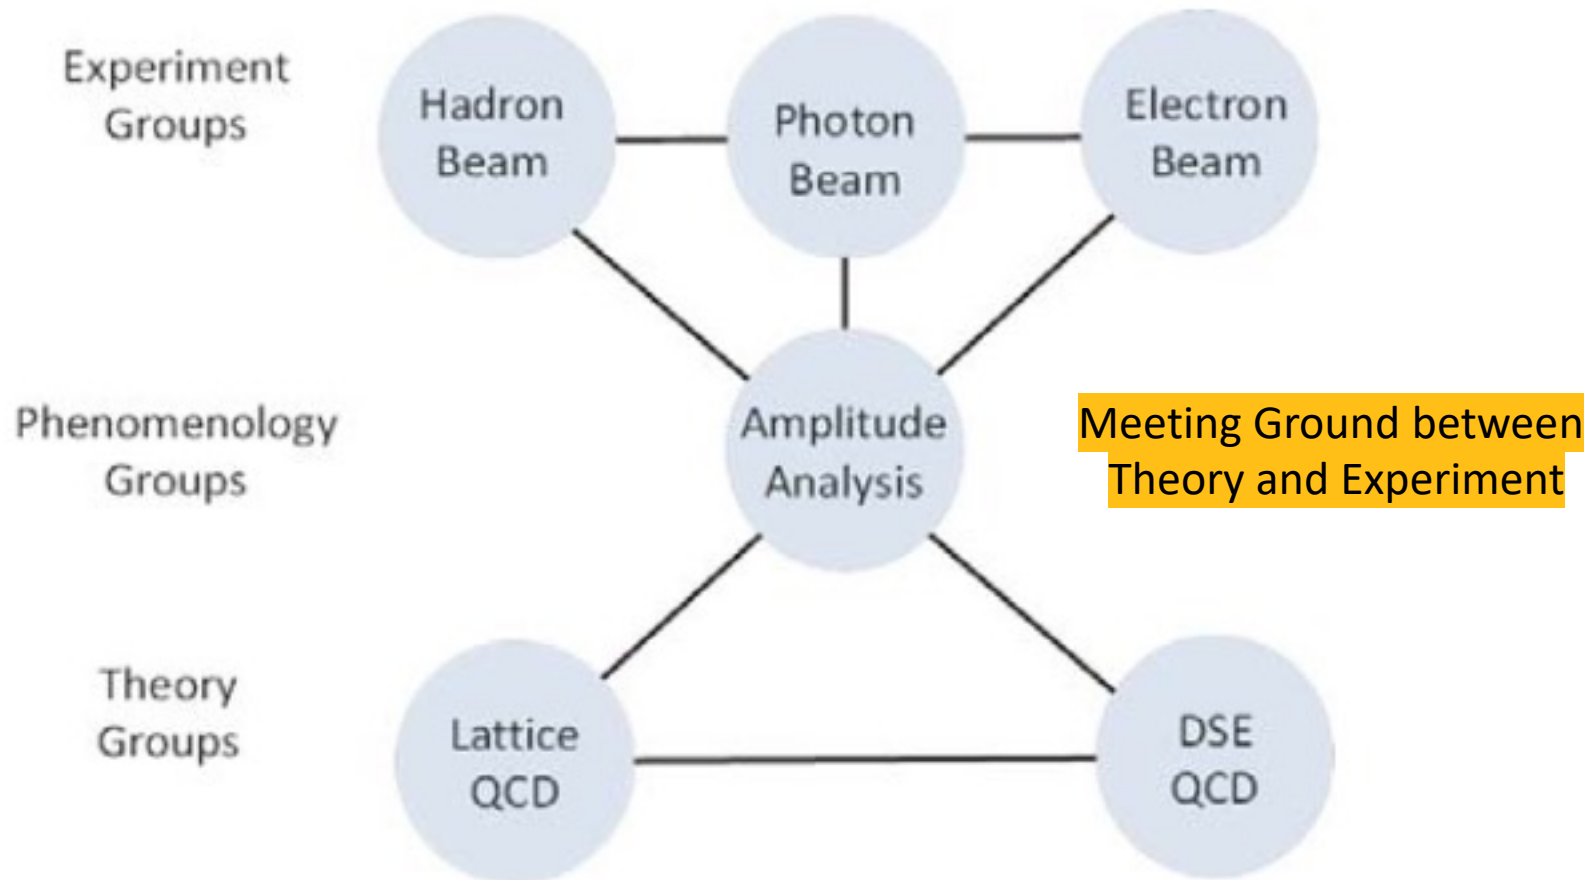 Experiment
Groups
Hadron
Beam
Photon
Beam
Electron
Beam
Phenomenology
Groups
Amplitude
Analysis
Meeting Ground between
Theory and Experiment
Theory
Groups
Lattice
QCD
DSE
QCD